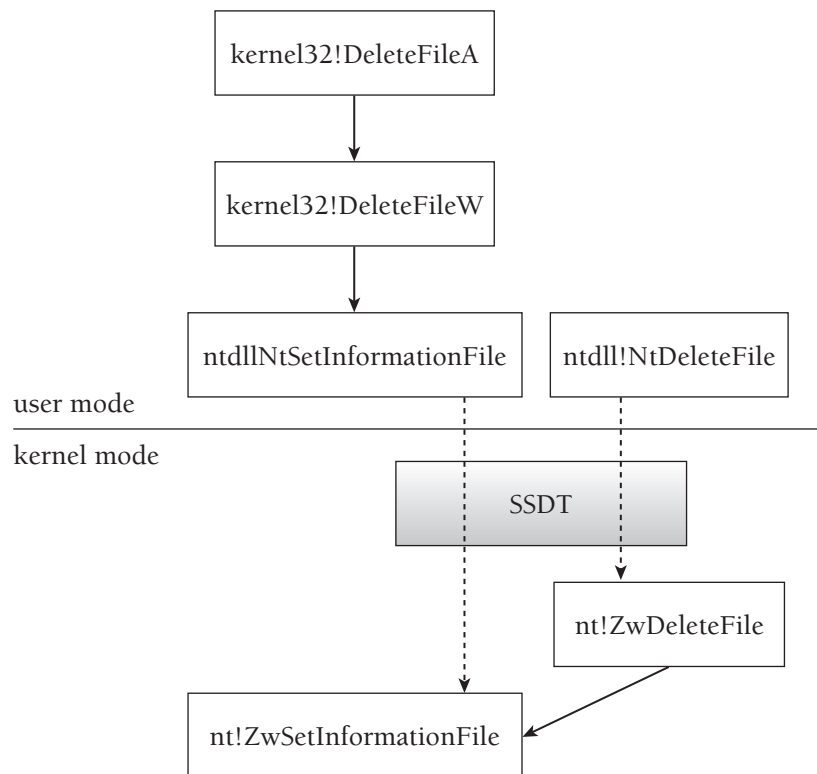 kernel32!DeleteFileA
kernel32!DeleteFileW
ntdllNtSetInformationFile
ntdll!NtDeleteFile
user mode
kernel mode
SSDT
nt!ZwDeleteFile
nt!ZwSetInformationFile